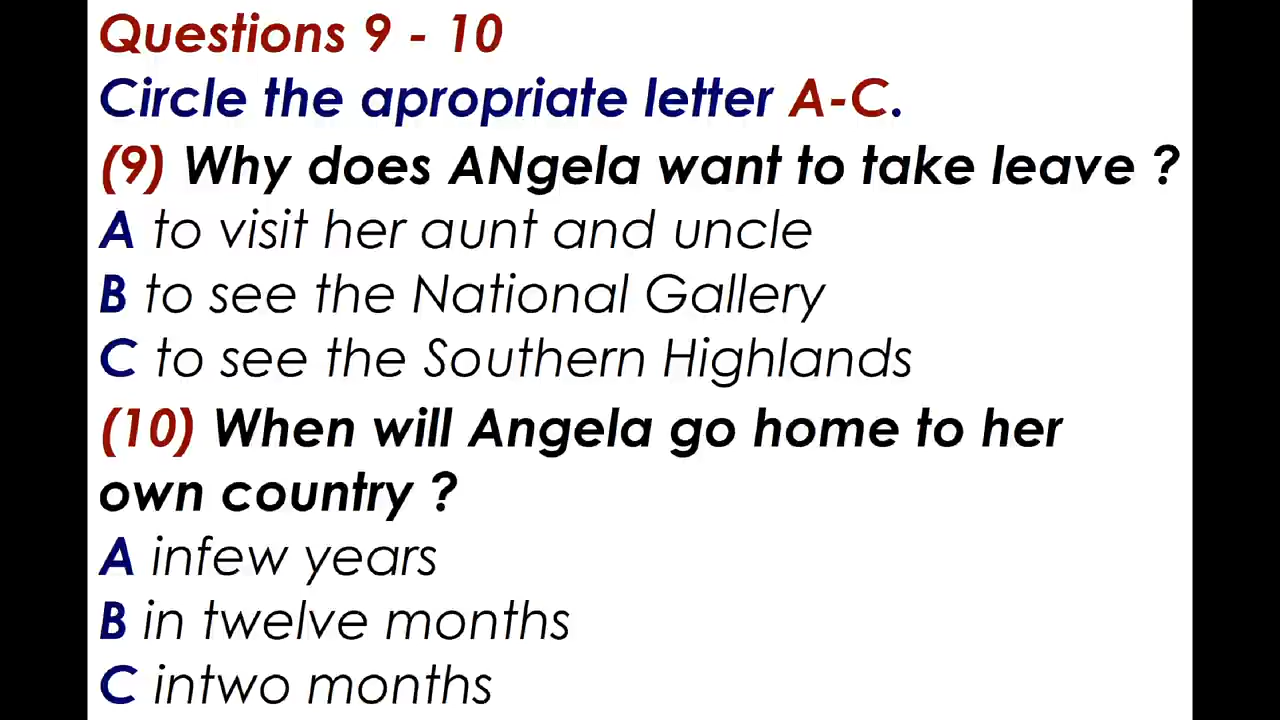 Questions 9 - 10
Circle the apropriate letter A-C.
(9) Why does ANgela want to take leave ?
A to visit her aunt and uncle
B to see the National Gallery
C to see the Southern Highlands
(10) When will Angela go home to her
own country ?
A infew years
B in twelve months
C intwo months